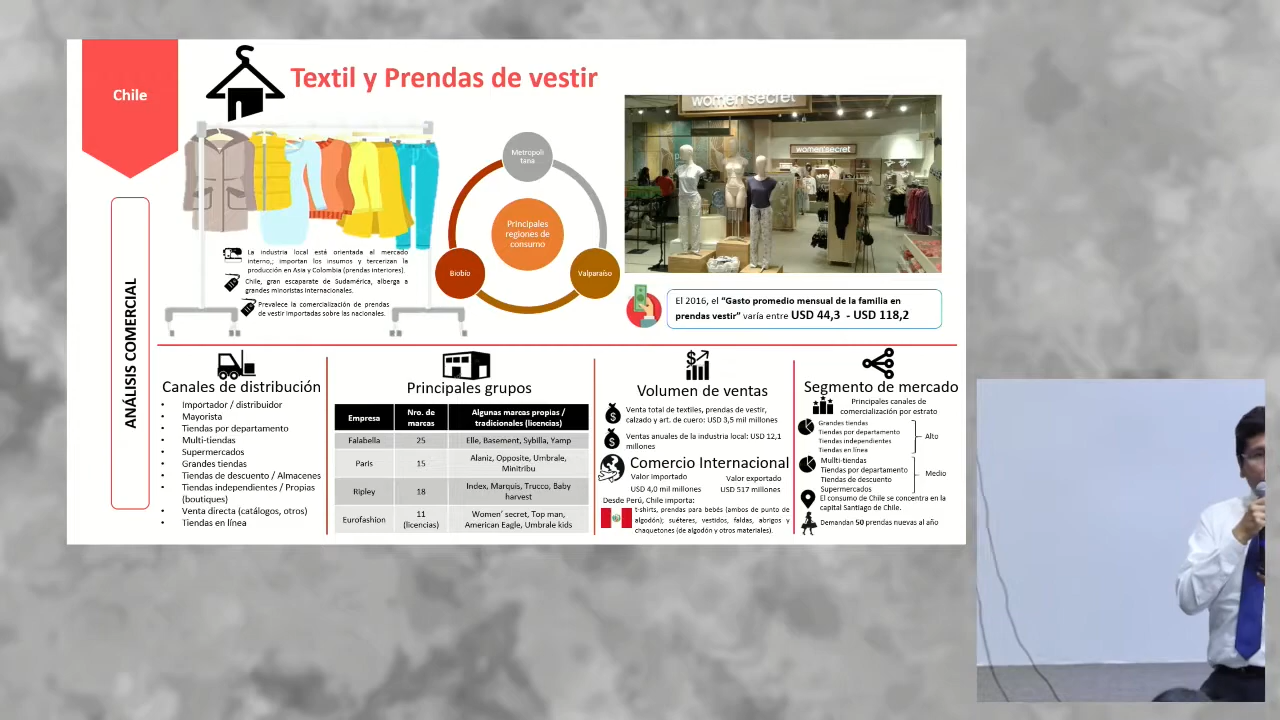 Chile
Textil y Prendas de vestir
ANÁLISIS COMERCIAL
La industria local está orientada al mercado
interno,; importan los insumos y tercerizan la
producción en Asia y Colombia (prendas interiores).
Chile, gran escaparate de Sudamérica, alberga a
grandes minoristas internacionales.
Prevalece la comercialización de prendas
de vestir importadas sobre las nacionales.
Metropoli
tana
Principales
regiones de
consumo
Biobío
Valparaíso
women'secret
women'secret
El 2016, el “Gasto promedio mensual de la familia en
prendas vestir” varía entre USD 44,3 - USD 118,2
Canales de distribución
• Importador / distribuidor
• Mayorista
• Tiendas por departamento
• Multi-tiendas
• Supermercados
• Grandes tiendas
• Tiendas de descuento / Almacenes
• Tiendas independientes / Propias
(boutiques)
• Venta directa (catálogos, otros)
• Tiendas en línea
Principales grupos
Empresa
Nro. de
marcas
Algunas marcas propias /
tradicionales (licencias)
Falabella 25 Elle, Basement, Sybilla, Yamp
Paris 15 Alaniz, Opposite, Umbrale,
Minitribu
Ripley 18 Index, Marquis, Trucco, Baby
harvest
Eurofashion 11
(licencias)
Women’ secret, Top man,
American Eagle, Umbrale kids
Volumen de ventas
Venta total de textiles, prendas de vestir,
calzado y art. de cuero: USD 3,5 mil millones
Ventas anuales de la industria local: USD 12,1
millones
Comercio Internacional
Valor importado
USD 4,0 mil millones
Valor exportado
USD 517 millones
Desde Perú, Chile importa:
t-shirts, prendas para bebés (ambos de punto de
algodón); suéteres, vestidos, faldas, abrigos y
chaquetones (de algodón y otros materiales).
Segmento de mercado
Principales canales de
comercialización por estrato
Grandes tiendas
Tiendas por departamento
Tiendas independientes
Tiendas en línea
Alto
Mullti-tiendas
Tiendas por departamento
Tiendas de descuento
Supermercados
Medio
El consumo de Chile se concentra en la
capital Santiago de Chile.
Demandan 50 prendas nuevas al año